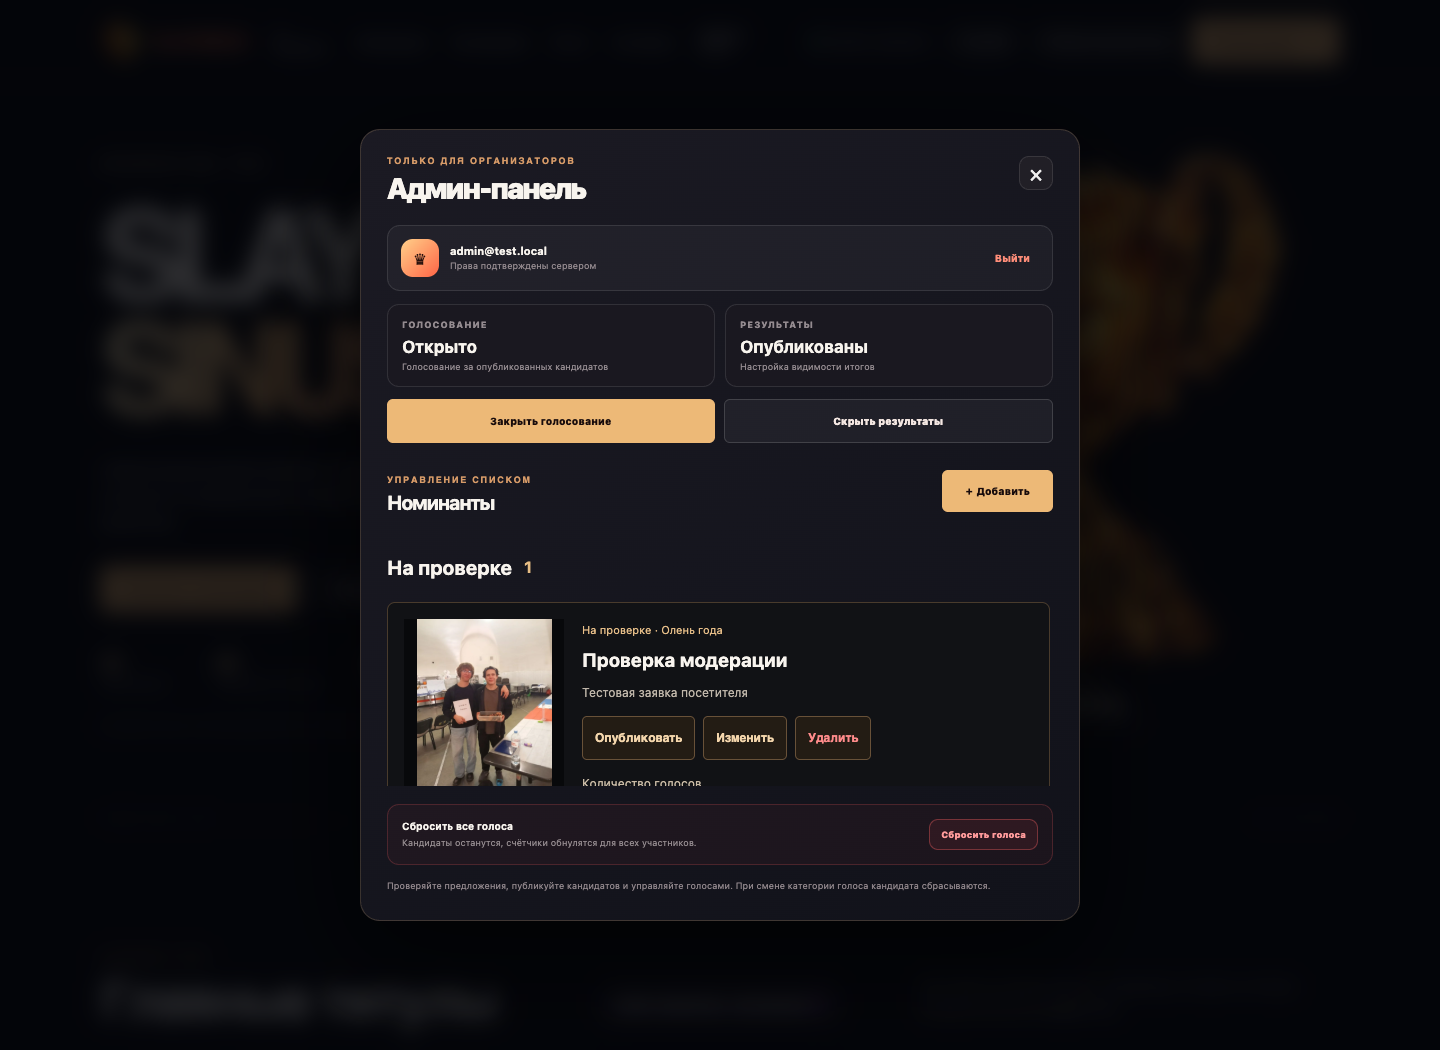 ТОЛЬКО ДЛЯ ОРГАНИЗАТОРОВ
Админ-панель
×
admin@test.local
Права подтверждены сервером
Выйти
ГОЛОСОВАНИЕ
Открыто
Голосование за опубликованных кандидатов
РЕЗУЛЬТАТЫ
Опубликованы
Настройка видимости итогов
Закрыть голосование
Скрыть результаты
УПРАВЛЕНИЕ СПИСКОМ
Номинанты
+ Добавить
На проверке 1
На проверке · Олень года
Проверка модерации
Тестовая заявка посетителя
Опубликовать
Изменить
Удалить
Количество голосов
Сбросить все голоса
Кандидаты останутся, счётчики обнулятся для всех участников.
Сбросить голоса
Проверяйте предложения, публикуйте кандидатов и управляйте голосами. При смене категории голоса кандидата сбрасываются.
SLAY
Главные титулы